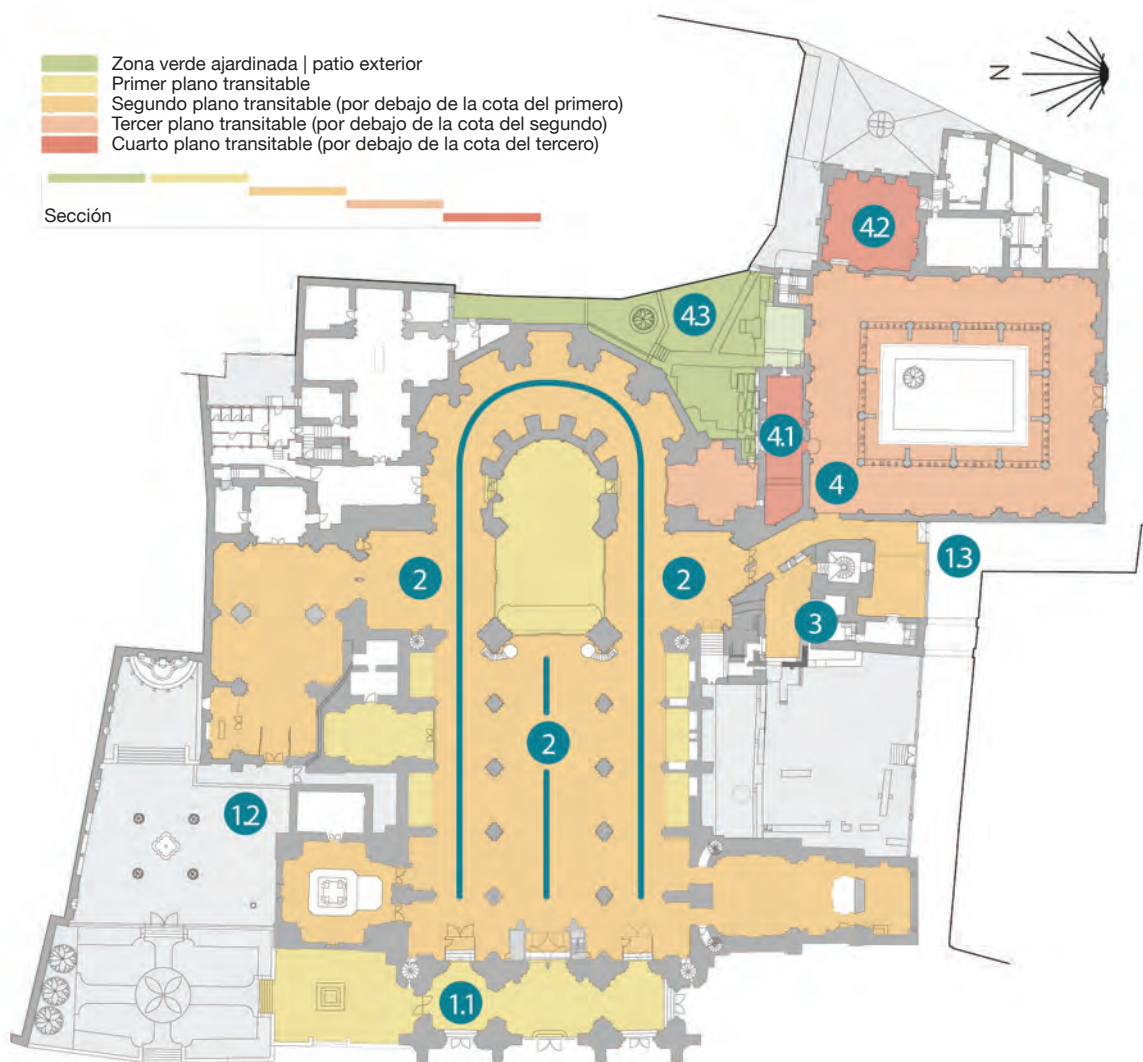 Zona verde ajardinada | patio exterior
Primer plano transitable
Segundo plano transitable (por debajo de la cota del primero)
Tercer plano transitable (por debajo de la cota del segundo)
Cuarto plano transitable (por debajo de la cota del tercero)
Sección
N
4.2
4.3
4.1
4
1.3
2
2
3
2
1.2
1.1